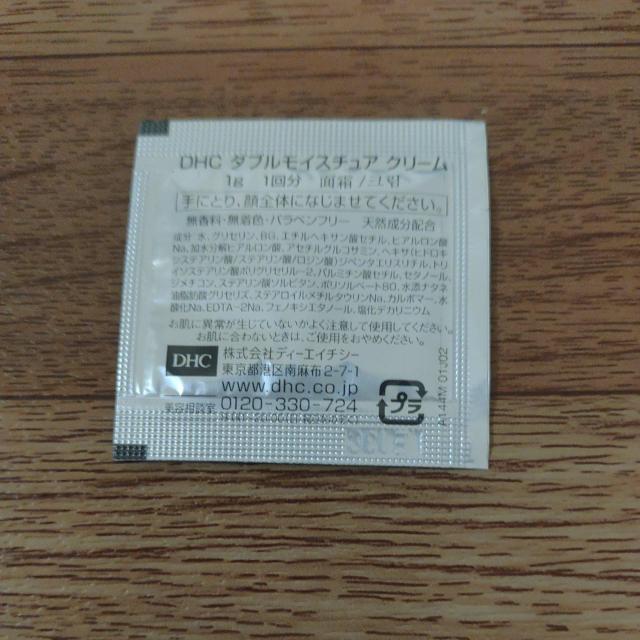 DHC ダブルモイスチュア クリーム
1g 1回分 面霜/크림
手にとり、顔全体になじませてください。
無香料・無着色・パラベンフリー 天然成分配合
成分 水、グリセリン、BG、エチルヘキサン酸セチル、ヒアルロン酸
Na、加水分解ヒアルロン酸、アセチルグルコサミン、ヘキサ(ヒドロキ
システアリン酸/ステアリン酸/ロジン酸)ジペンタエリスリチル、トリ
イソステアリン酸ポリグリセリル-2、パルミチン酸セチル、セタノール、
ジメチコン、ステアリン酸ソルビタン、ポリソルベート80、水添ナタネ
油脂肪酸グリセリズ、ステアロイルメチルタウリンNa、カルボマー、水
酸化Na、EDTA-2Na、フェノキシエタノール、塩化デカリニウム
お肌に異常が生じていないかよく注意して使用してください。
お肌に合わないときは、ご使用をおやめください。
DHC 株式会社ディーエイチシー
東京都港区南麻布2-7-1
www.dhc.co.jp
美容相談室 0120-330-724
プラ